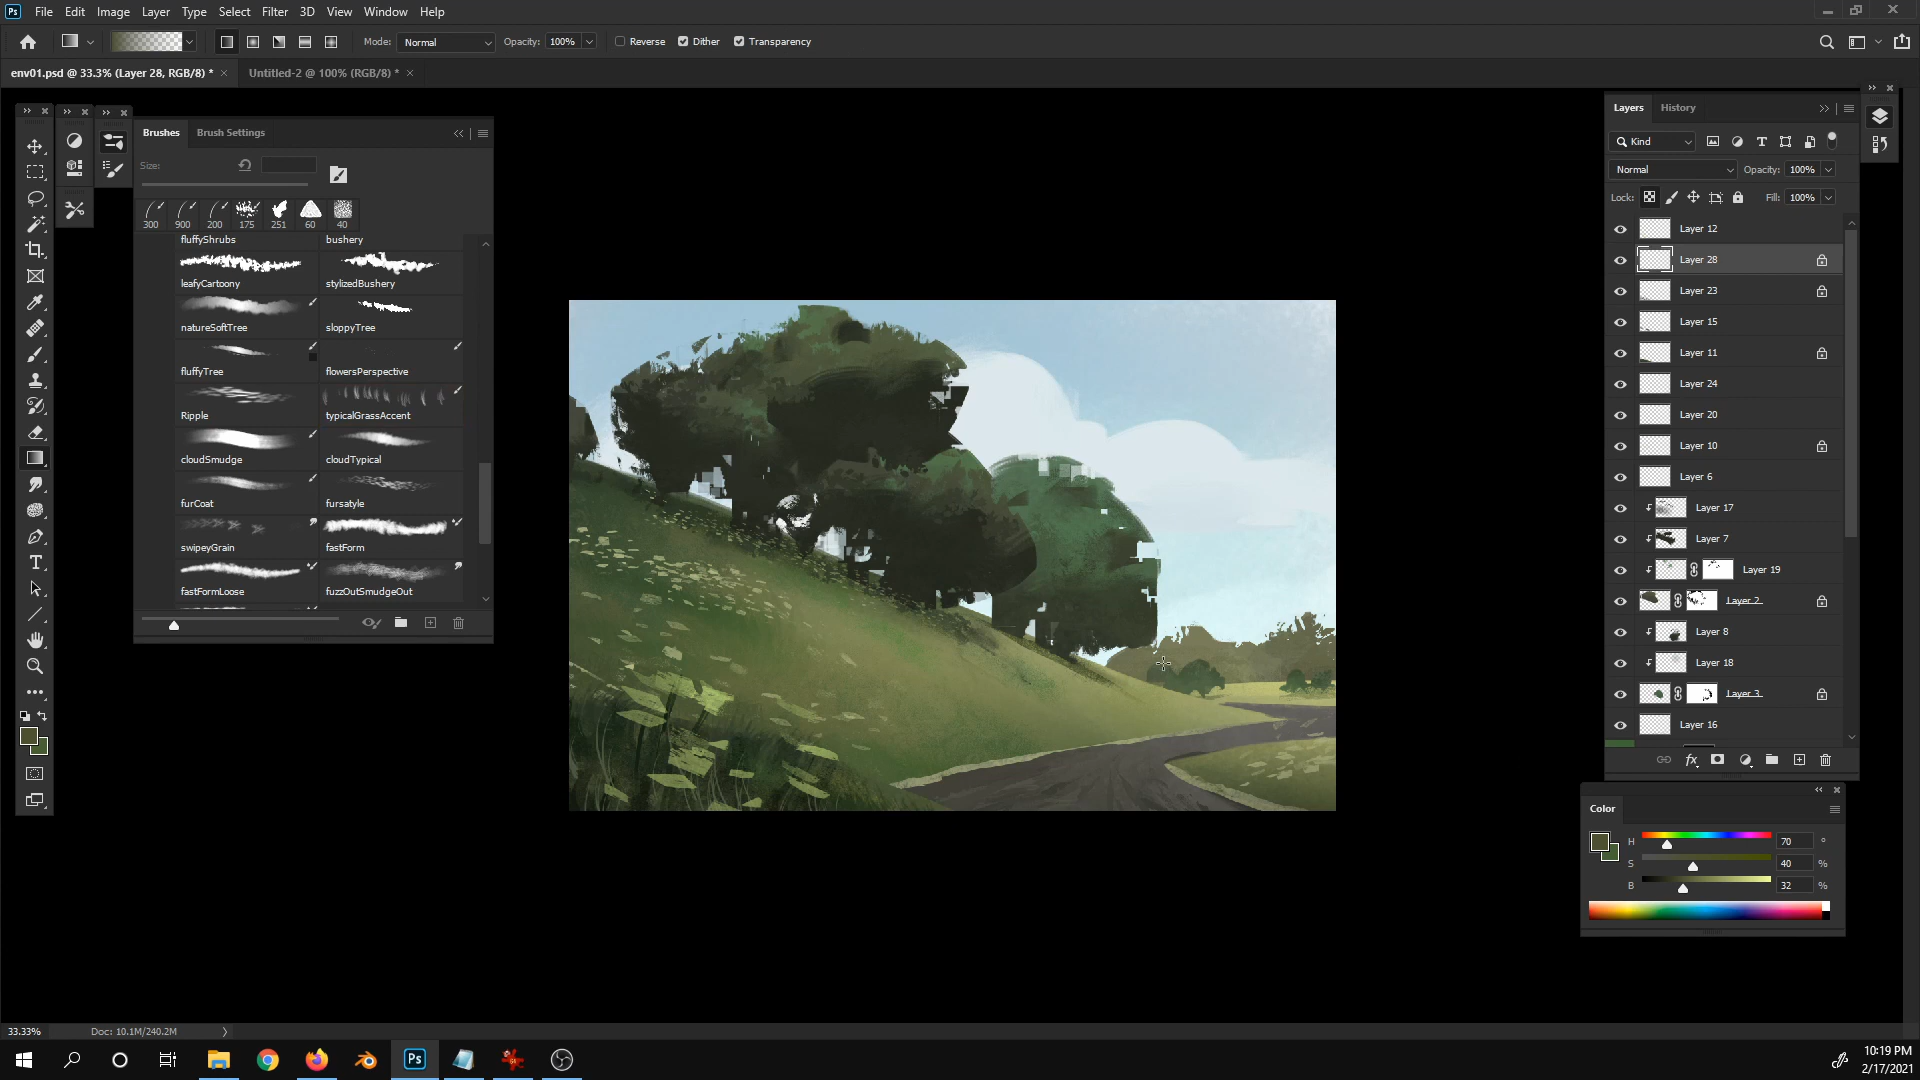 Ps File Edit Image Layer Type Select Filter 3D View Window Help
Mode: Normal Opacity: 100% Reverse Dither Transparency
env01.psd @ 33.3% (Layer 28, RGB/8) * × Untitled-2 @ 100% (RGB/8) * ×
Brushes Brush Settings
Size:
300 900 200 175 251 60 40
fluffyShrubs bushery
leafyCartoony stylizedBushery
natureSoftTree sloppyTree
fluffyTree flowersPerspective
Ripple typicalGrassAccent
cloudSmudge cloudTypical
furCoat fursatyle
swipeyGrain fastForm
fastFormLoose fuzzOutSmudgeOut
Layers History
Kind
Normal Opacity: 100%
Lock: Fill: 100%
Layer 12
Layer 28
Layer 23
Layer 15
Layer 11
Layer 24
Layer 20
Layer 10
Layer 6
Layer 17
Layer 7
Layer 19
Layer 2
Layer 8
Layer 18
Layer 3
Layer 16
fx
Color
H 70 °
S 40 %
B 32 %
33.33% Doc: 10.1M/240.2M
Ps
10:19 PM
2/17/2021